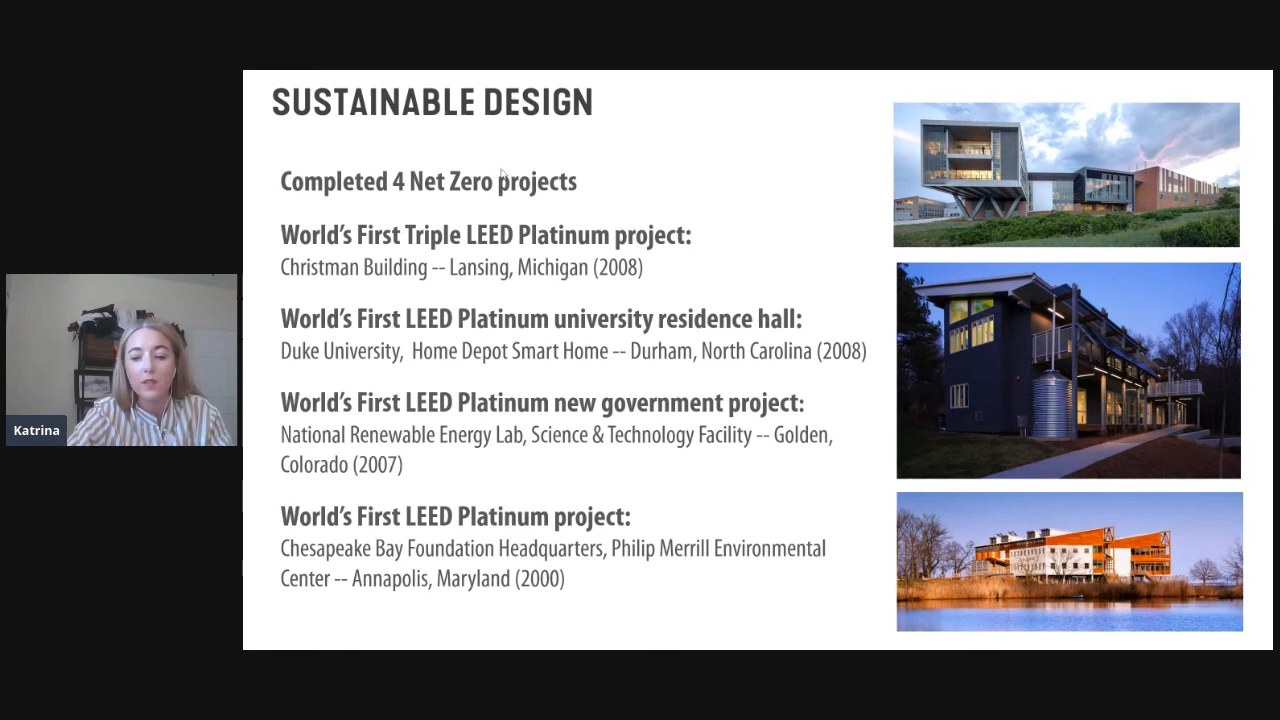 SUSTAINABLE DESIGN
Completed 4 Net Zero projects
World's First Triple LEED Platinum project:
Christman Building -- Lansing, Michigan (2008)
World's First LEED Platinum university residence hall:
Duke University, Home Depot Smart Home -- Durham, North Carolina (2008)
World's First LEED Platinum new government project:
National Renewable Energy Lab, Science & Technology Facility -- Golden,
Colorado (2007)
World's First LEED Platinum project:
Chesapeake Bay Foundation Headquarters, Philip Merrill Environmental
Center -- Annapolis, Maryland (2000)
Katrina